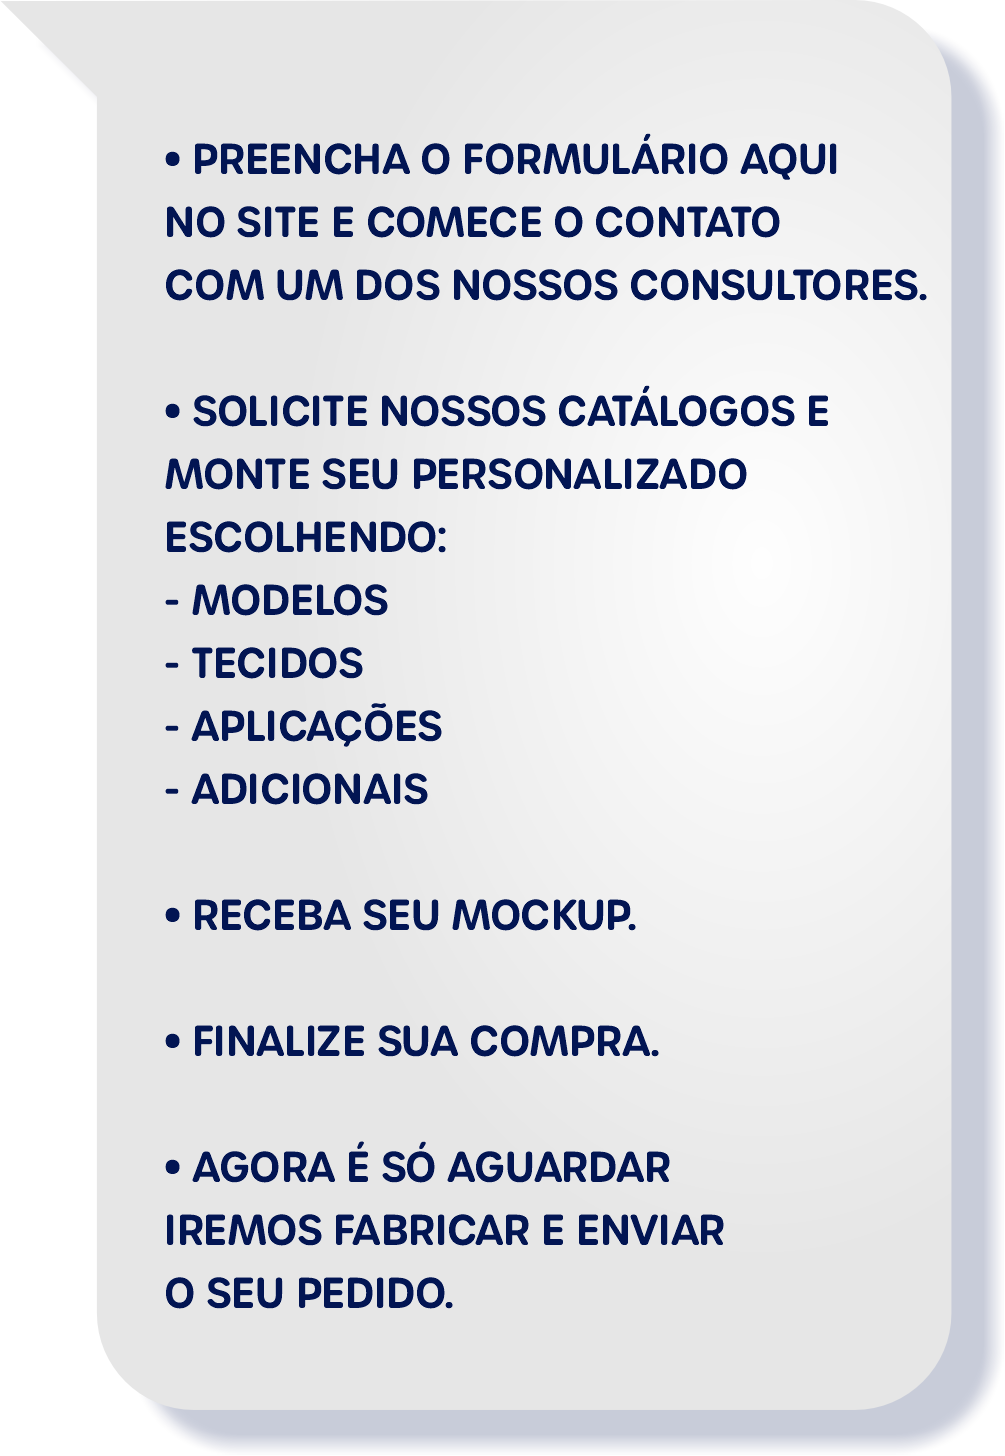 • PREENCHA O FORMULÁRIO AQUI
NO SITE E COMECE O CONTATO
COM UM DOS NOSSOS CONSULTORES.
• SOLICITE NOSSOS CATÁLOGOS E
MONTE SEU PERSONALIZADO
ESCOLHENDO:
- MODELOS
- TECIDOS
- APLICAÇÕES
- ADICIONAIS
• RECEBA SEU MOCKUP.
• FINALIZE SUA COMPRA.
• AGORA É SÓ AGUARDAR
IREMOS FABRICAR E ENVIAR
O SEU PEDIDO.